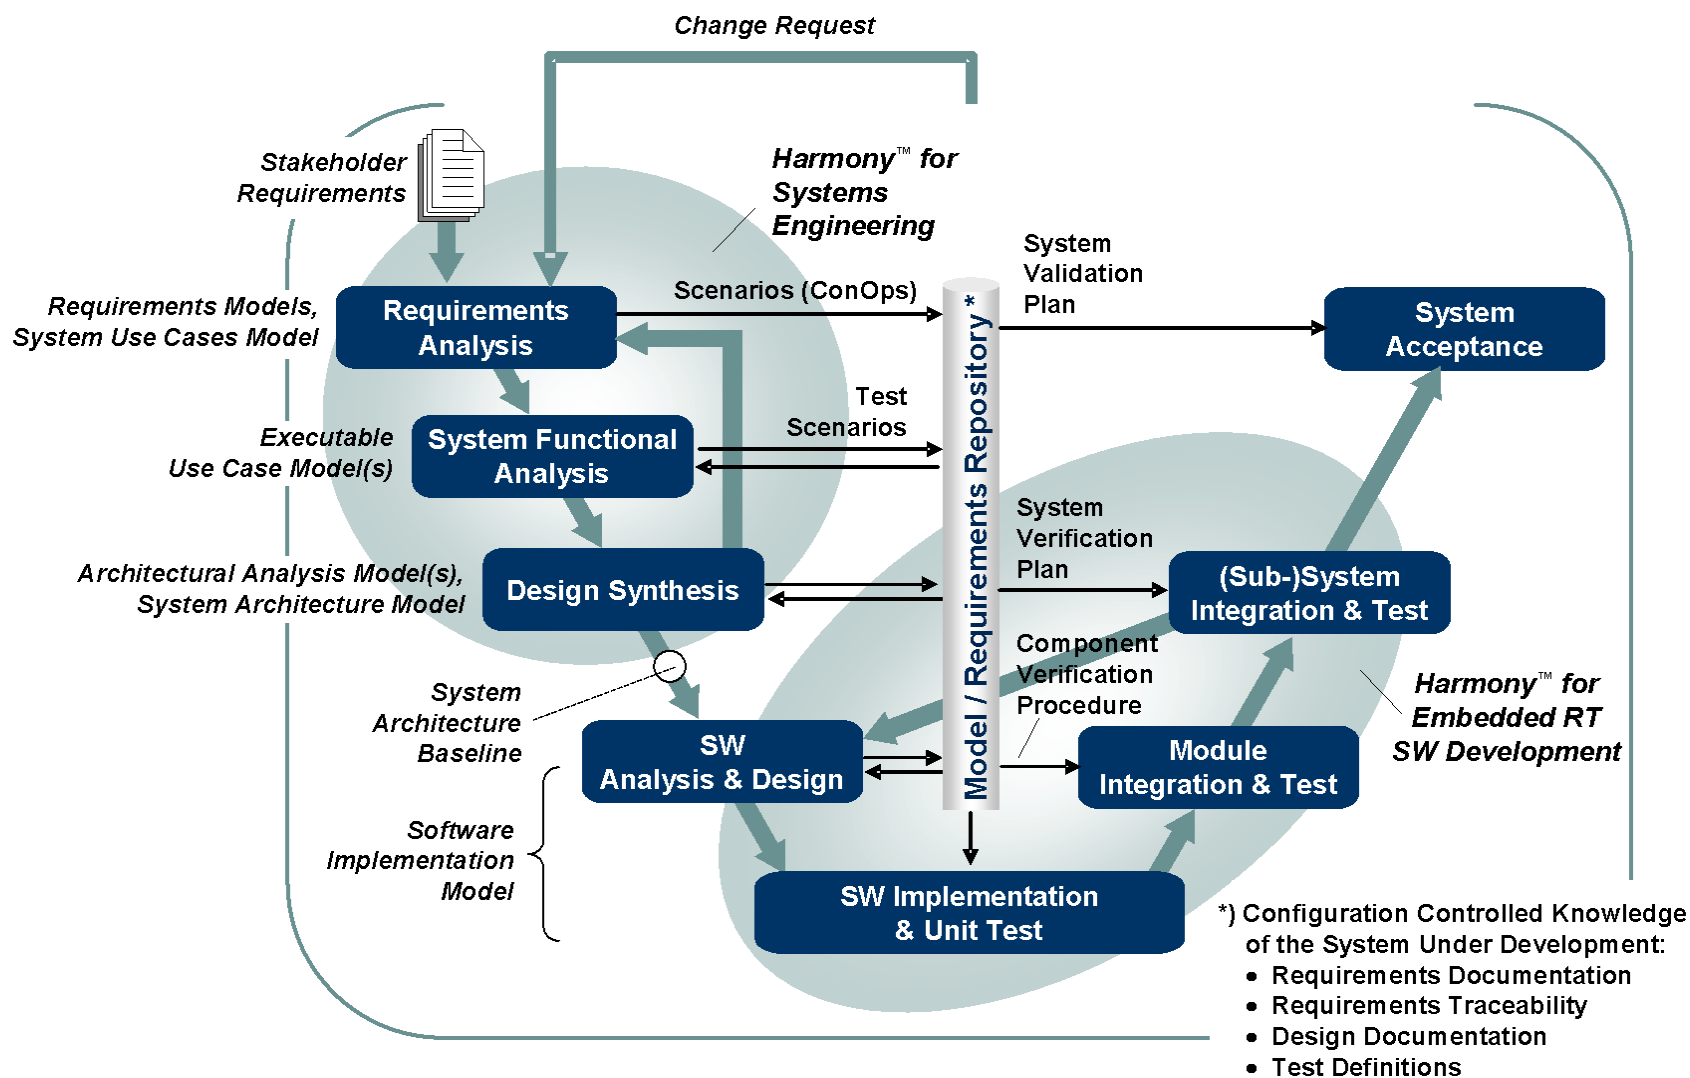 Change Request
Stakeholder
Requirements
Harmony™ for
Systems
Engineering
Requirements Models,
System Use Cases Model
Requirements
Analysis
Scenarios (ConOps)
System
Validation
Plan
System
Acceptance
Executable
Use Case Model(s)
System Functional
Analysis
Test
Scenarios
Model / Requirements Repository *
Architectural Analysis Model(s),
System Architecture Model
Design Synthesis
System
Verification
Plan
(Sub-)System
Integration & Test
System
Architecture
Baseline
SW
Analysis & Design
Component
Verification
Procedure
Module
Integration & Test
Harmony™ for
Embedded RT
SW Development
Software
Implementation
Model
SW Implementation
& Unit Test
*) Configuration Controlled Knowledge
of the System Under Development:
• Requirements Documentation
• Requirements Traceability
• Design Documentation
• Test Definitions